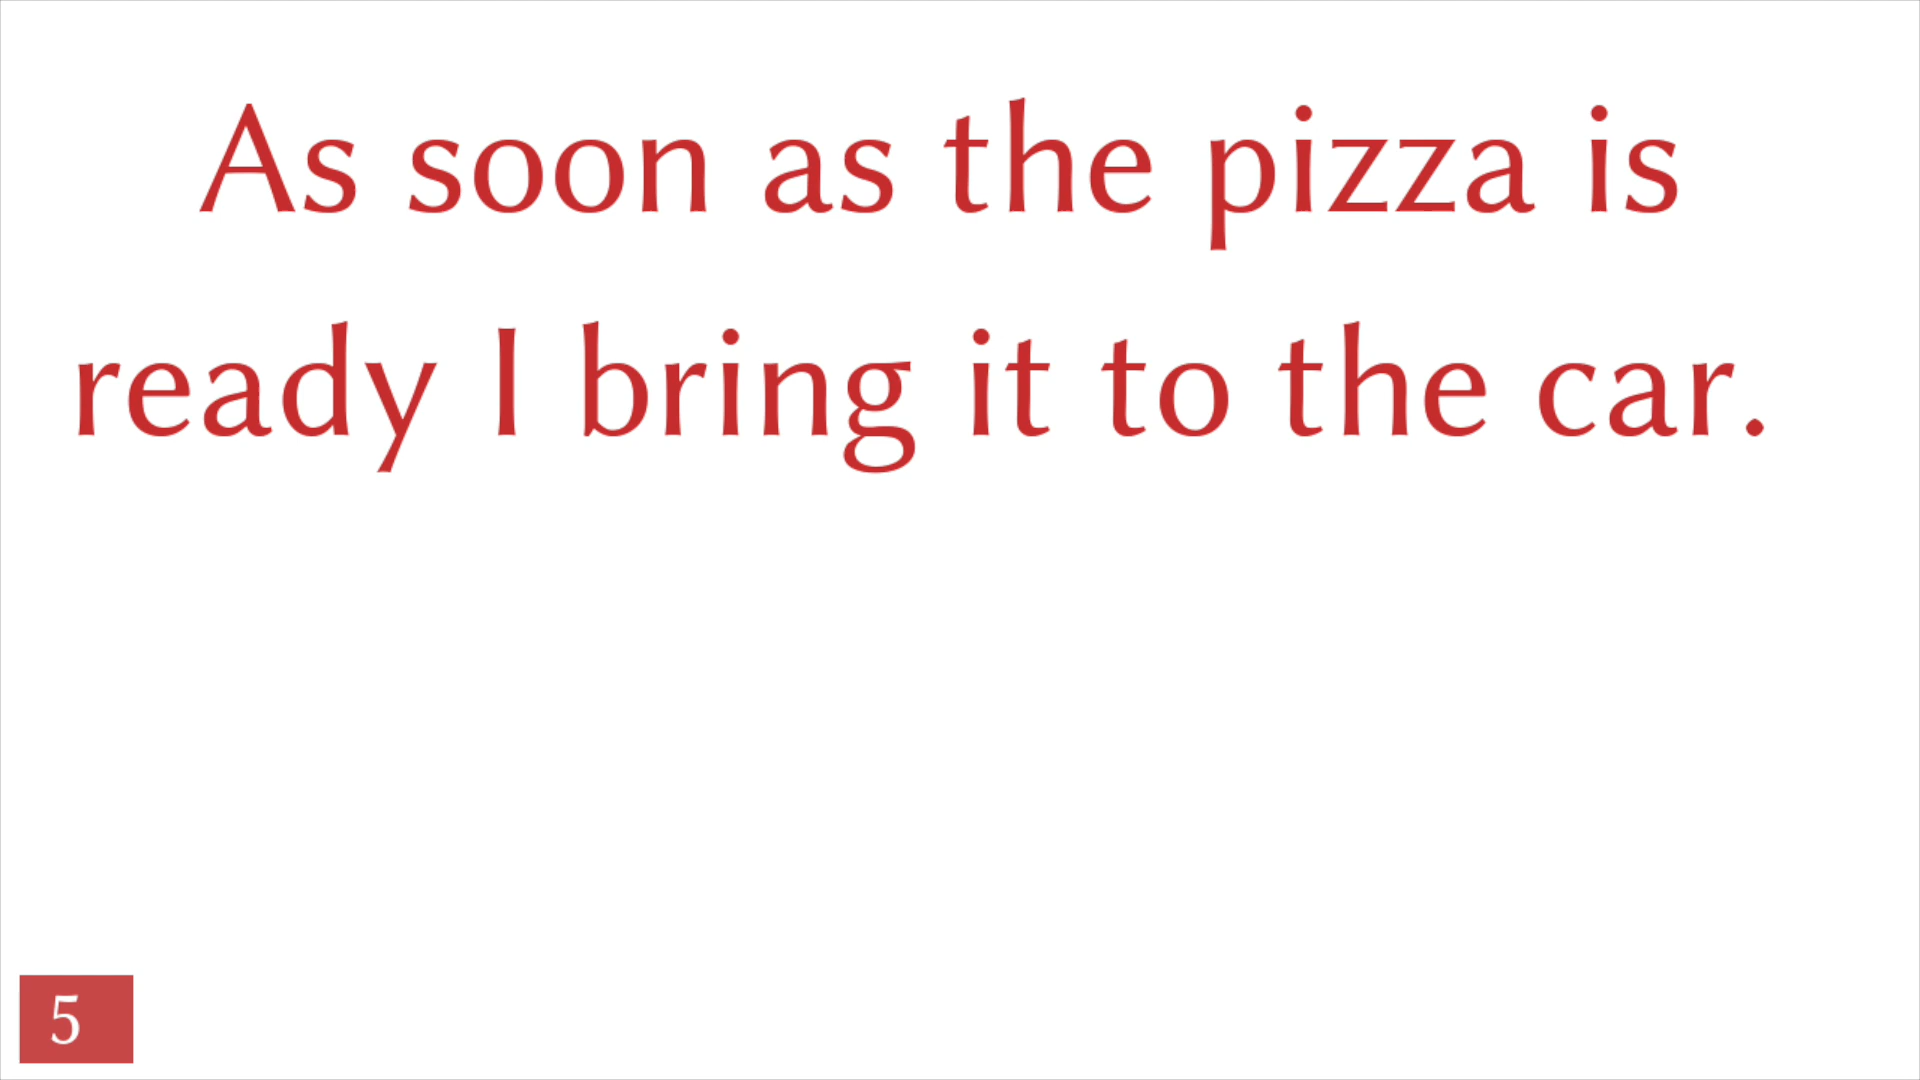 As soon as the pizza is
ready I bring it to the car.
5